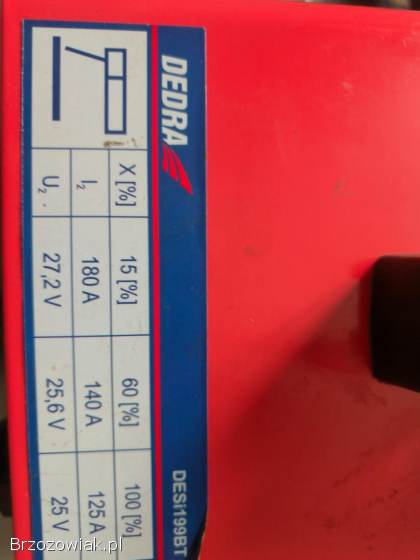 DEDRA
DESi199BT
X [%] 15 [%] 60 [%] 100 [%]
I₂ 180 A 140 A 125 A
U₂ . 27,2 V 25,6 V 25 V
Brzozowiak.pl